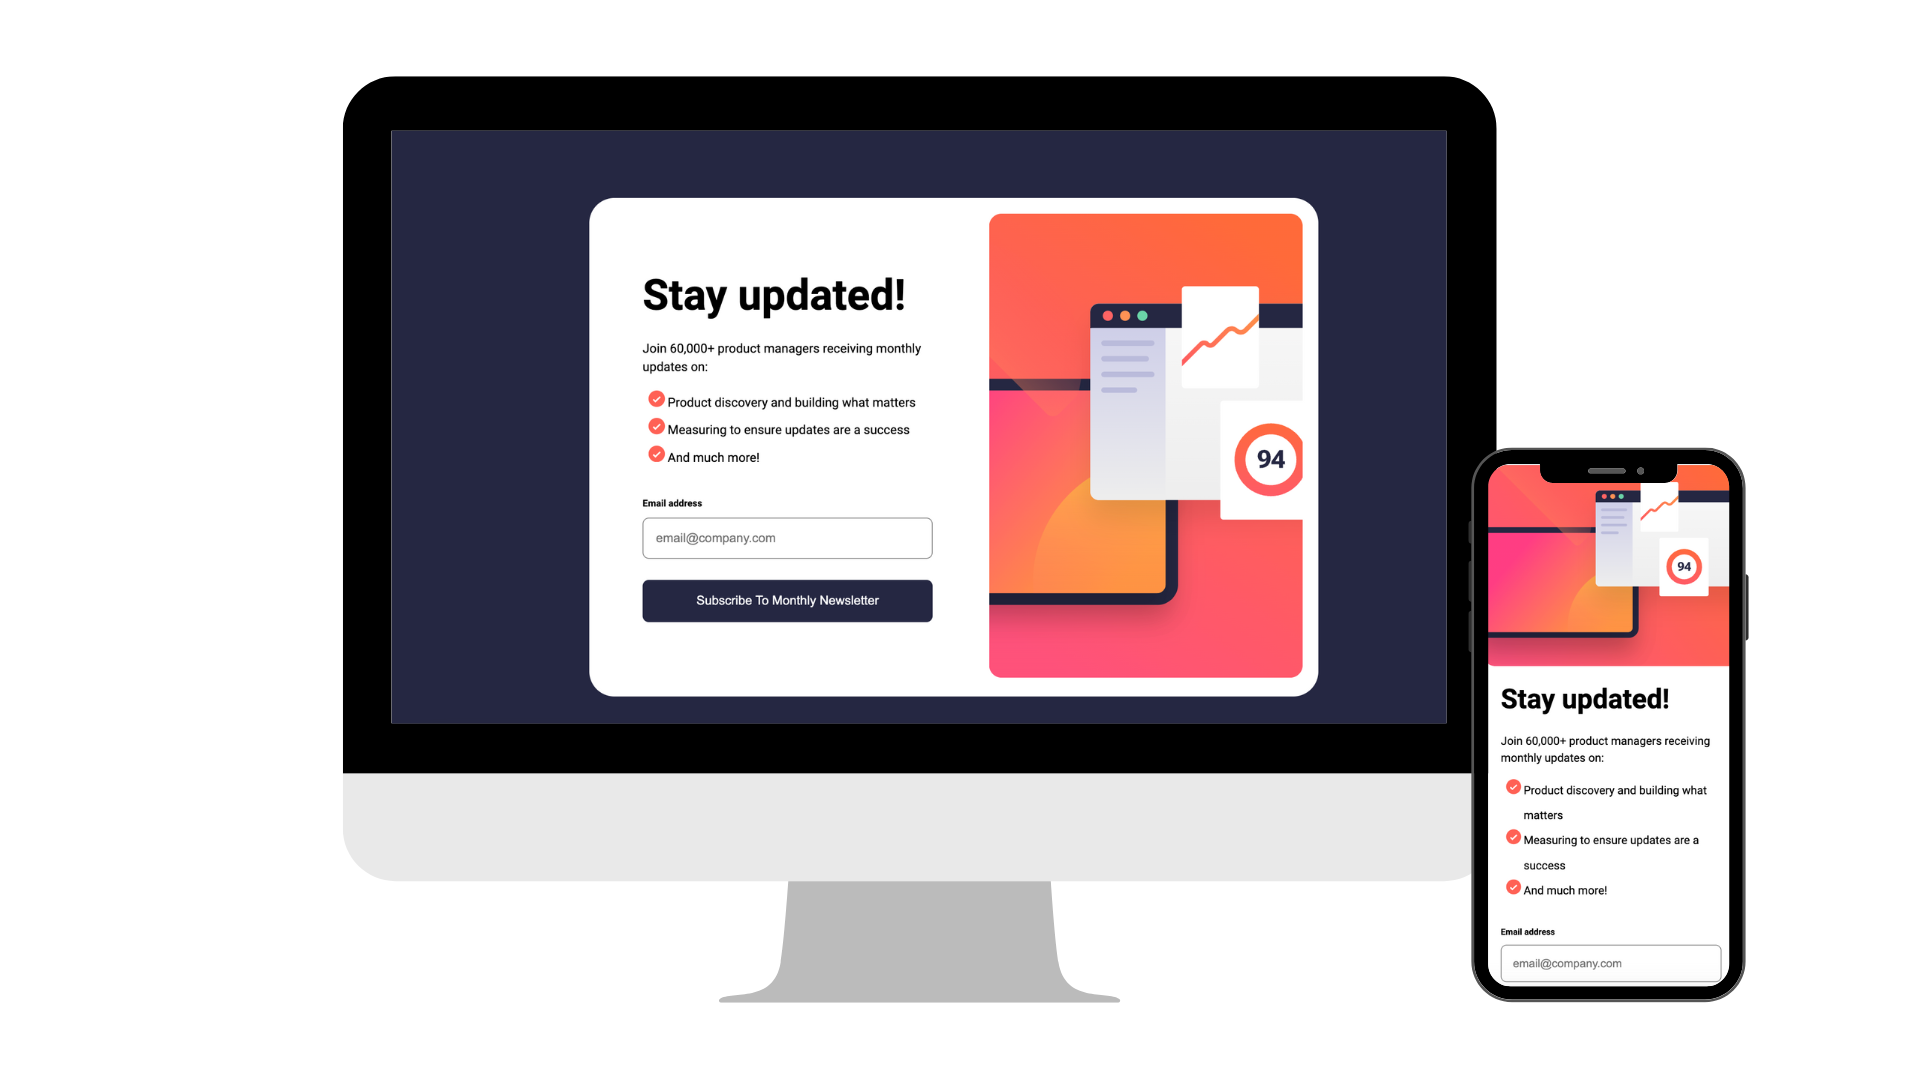 Stay updated!
Join 60,000+ product managers receiving monthly
updates on:
Product discovery and building what matters
Measuring to ensure updates are a success
And much more!
Email address
email@company.com
Subscribe To Monthly Newsletter
94
94
Stay updated!
Join 60,000+ product managers receiving
monthly updates on:
Product discovery and building what
matters
Measuring to ensure updates are a
success
And much more!
Email address
email@company.com